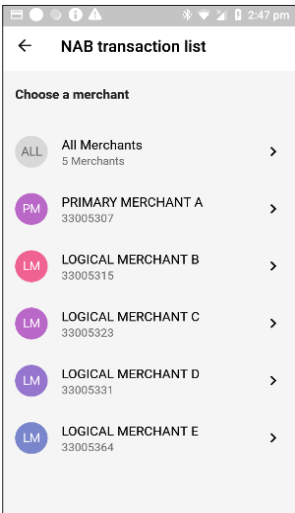 2:47 pm
NAB transaction list
Choose a merchant
ALL
All Merchants
5 Merchants
PM
PRIMARY MERCHANT A
33005307
LM
LOGICAL MERCHANT B
33005315
LM
LOGICAL MERCHANT C
33005323
LM
LOGICAL MERCHANT D
33005331
LM
LOGICAL MERCHANT E
33005364